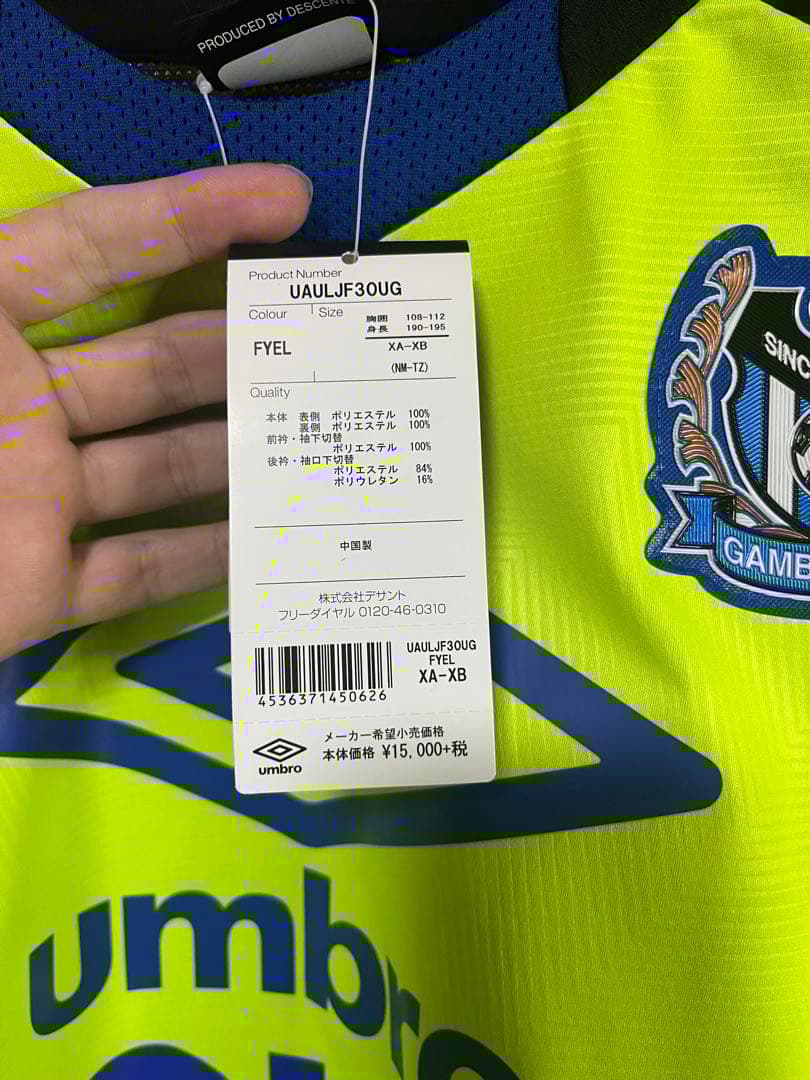 PRODUCED BY DESCENTE
Product Number
UAULJF30UG
Colour
Size
胸囲 108-112
身長 190-195
FYEL
XA-XB
(NM-TZ)
Quality
本体 表側 ポリエステル 100%
裏側 ポリエステル 100%
前衿・袖下切替
ポリエステル 100%
後衿・袖口下切替
ポリエステル 84%
ポリウレタン 16%
中国製
株式会社デサント
フリーダイヤル 0120-46-0310
UAULJF30UG
FYEL
XA-XB
4536371450626
umbro
メーカー希望小売価格
本体価格 ¥15,000+税
SINC
GAMB
umbro